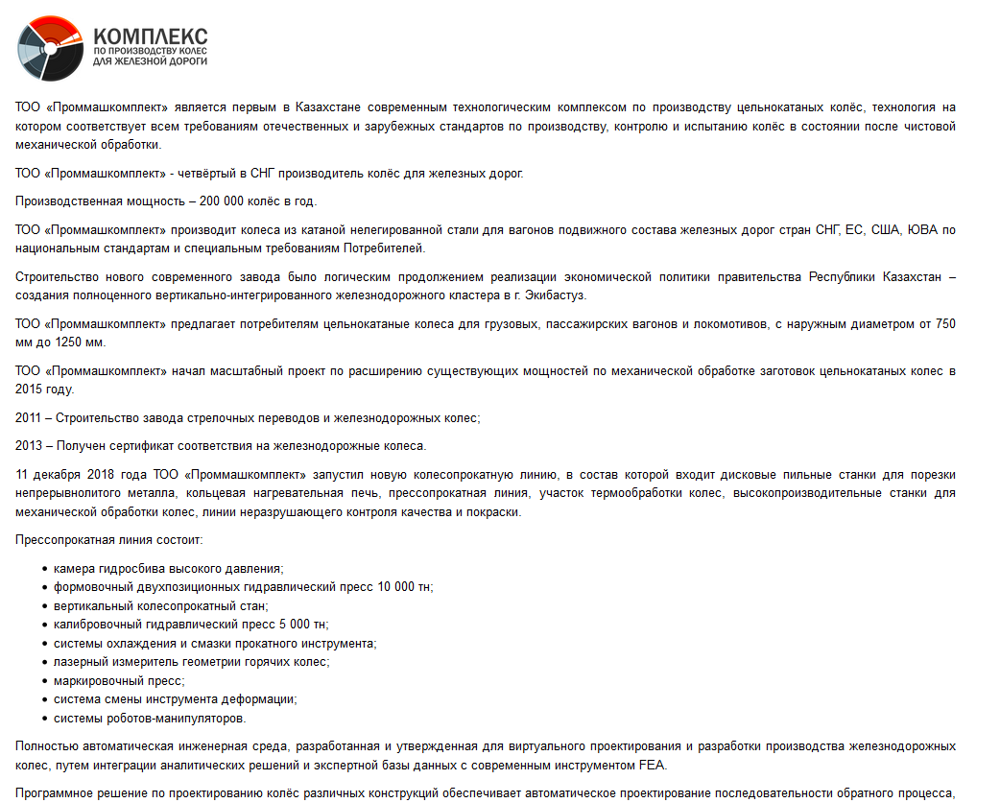 КОМПЛЕКС
ПО ПРОИЗВОДСТВУ КОЛЕС
ДЛЯ ЖЕЛЕЗНОЙ ДОРОГИ
ТОО «Проммашкомплект» является первым в Казахстане современным технологическим комплексом по производству цельнокатаных колёс, технология на
котором соответствует всем требованиям отечественных и зарубежных стандартов по производству, контролю и испытанию колёс в состоянии после чистовой
механической обработки.
ТОО «Проммашкомплект» - четвёртый в СНГ производитель колёс для железных дорог.
Производственная мощность – 200 000 колёс в год.
ТОО «Проммашкомплект» производит колеса из катаной нелегированной стали для вагонов подвижного состава железных дорог стран СНГ, ЕС, США, ЮВА по
национальным стандартам и специальным требованиям Потребителей.
Строительство нового современного завода было логическим продолжением реализации экономической политики правительства Республики Казахстан –
создания полноценного вертикально-интегрированного железнодорожного кластера в г. Экибастуз.
ТОО «Проммашкомплект» предлагает потребителям цельнокатаные колеса для грузовых, пассажирских вагонов и локомотивов, с наружным диаметром от 750
мм до 1250 мм.
ТОО «Проммашкомплект» начал масштабный проект по расширению существующих мощностей по механической обработке заготовок цельнокатаных колес в
2015 году.
2011 – Строительство завода стрелочных переводов и железнодорожных колес;
2013 – Получен сертификат соответствия на железнодорожные колеса.
11 декабря 2018 года ТОО «Проммашкомплект» запустил новую колесопрокатную линию, в состав которой входит дисковые пильные станки для порезки
непрерывнолитого металла, кольцевая нагревательная печь, прессопрокатная линия, участок термообработки колес, высокопроизводительные станки для
механической обработки колес, линии неразрушающего контроля качества и покраски.
Прессопрокатная линия состоит:
• камера гидросбива высокого давления;
• формовочный двухпозиционных гидравлический пресс 10 000 тн;
• вертикальный колесопрокатный стан;
• калибровочный гидравлический пресс 5 000 тн;
• системы охлаждения и смазки прокатного инструмента;
• лазерный измеритель геометрии горячих колес;
• маркировочный пресс;
• система смены инструмента деформации;
• системы роботов-манипуляторов.
Полностью автоматическая инженерная среда, разработанная и утвержденная для виртуального проектирования и разработки производства железнодорожных
колес, путем интеграции аналитических решений и экспертной базы данных с современным инструментом FEA.
Программное решение по проектированию колёс различных конструкций обеспечивает автоматическое проектирование последовательности обратного процесса,